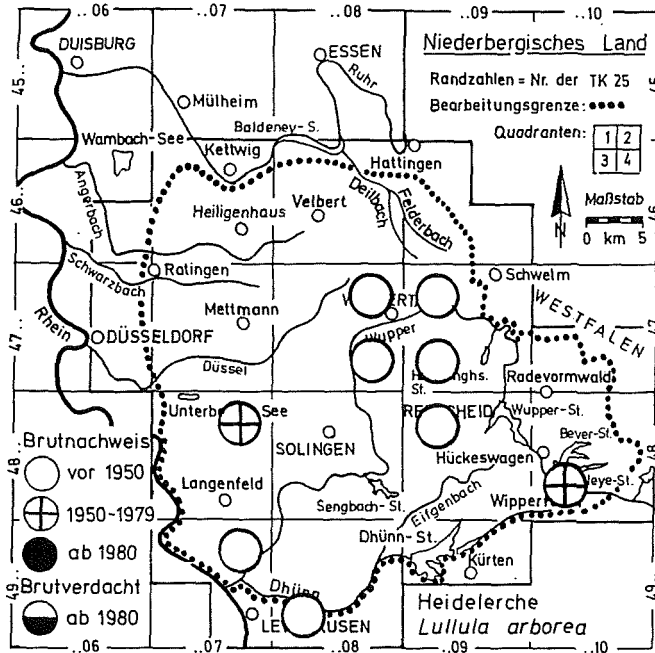 ..06 ..07 ..08 ..09 ..10
DUISBURG
ESSEN
Ruhr
Mülheim
Baldeney-S.
Wambach-See
Kettwig
Hattingen
Angerbach
Velbert
Heiligenhaus
Deilbach
Felderbach
Schwarzbach
Ratingen
Schwelm
WESTFALEN
Mettmann
Wupper
Rhein
DÜSSELDORF
Düssel
St.
Radevormwald
See
Wupper-St.
Bever-St.
SOLINGEN
Hückeswagen
Langenfeld
Sengbach-St.
Eifgenbach
Dhünn-St.
Kürten
Dhünn
Niederbergisches Land
Randzahlen = Nr. der TK 25
Bearbeitungsgrenze:
Quadranten:
1 2
3 4
Maßstab
0 km 5
N
45..
46..
47..
48..
49..
Brutnachweis
vor 1950
1950-1979
ab 1980
Brutverdacht
ab 1980
Heidelerche
Lullula arborea
..06 ..07 ..08 ..09 ..10